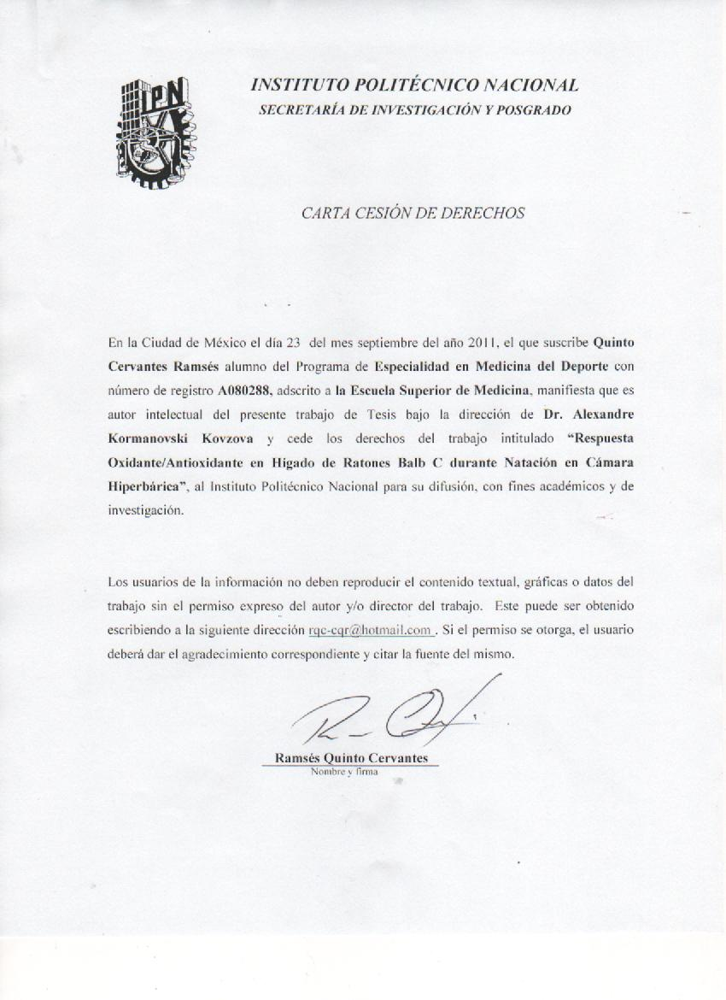 IPN
INSTITUTO POLITÉCNICO NACIONAL
SECRETARÍA DE INVESTIGACIÓN Y POSGRADO
CARTA CESIÓN DE DERECHOS
En la Ciudad de México el día 23 del mes septiembre del año 2011, el que suscribe Quinto
Cervantes Ramsés alumno del Programa de Especialidad en Medicina del Deporte con
número de registro A080288, adscrito a la Escuela Superior de Medicina, manifiesta que es
autor intelectual del presente trabajo de Tesis bajo la dirección de Dr. Alexandre
Kormanovski Kovzova y cede los derechos del trabajo intitulado “Respuesta
Oxidante/Antioxidante en Higado de Ratones Balb C durante Natación en Cámara
Hiperbárica”, al Instituto Politécnico Nacional para su difusión, con fines académicos y de
investigación.
Los usuarios de la información no deben reproducir el contenido textual, gráficas o datos del
trabajo sin el permiso expreso del autor y/o director del trabajo. Este puede ser obtenido
escribiendo a la siguiente dirección rqc-cqr@hotmail.com . Si el permiso se otorga, el usuario
deberá dar el agradecimiento correspondiente y citar la fuente del mismo.
Ramsés Quinto Cervantes
Nombre y firma